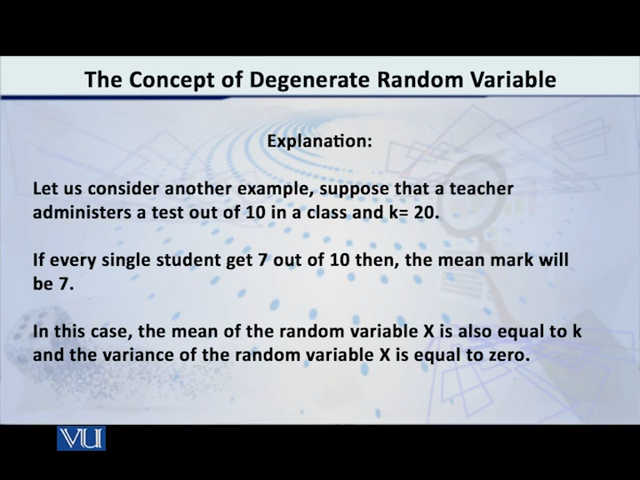 The Concept of Degenerate Random Variable
Explanation:
Let us consider another example, suppose that a teacher
administers a test out of 10 in a class and k= 20.
If every single student get 7 out of 10 then, the mean mark will
be 7.
In this case, the mean of the random variable X is also equal to k
and the variance of the random variable X is equal to zero.
VU